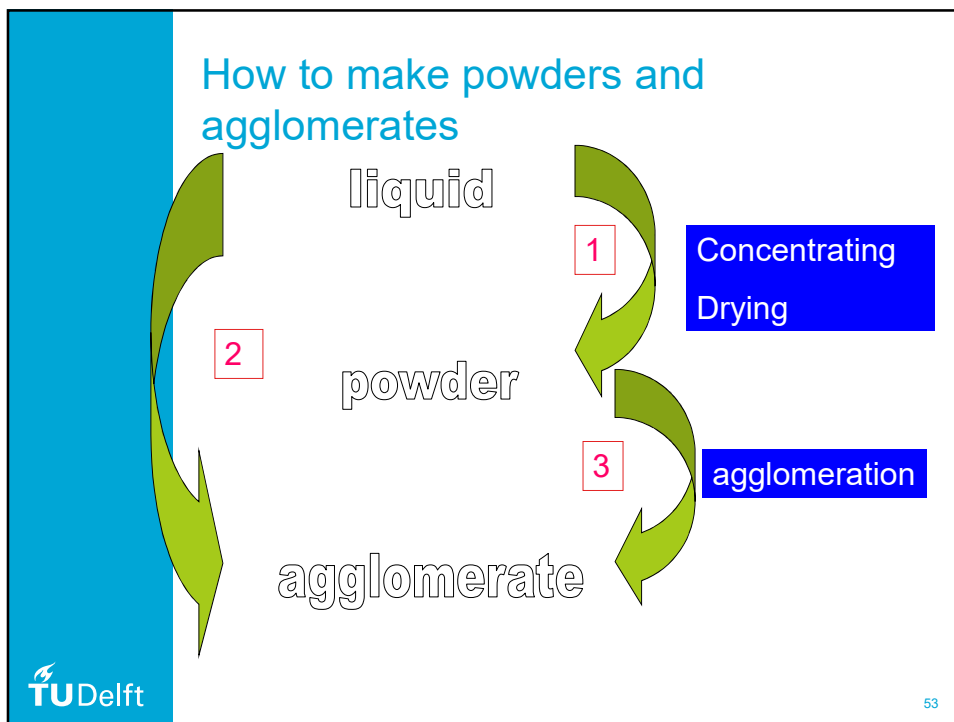 How to make powders and
agglomerates
liquid
1
Concentrating
Drying
2
powder
3
agglomeration
agglomerate
TUDelft
53